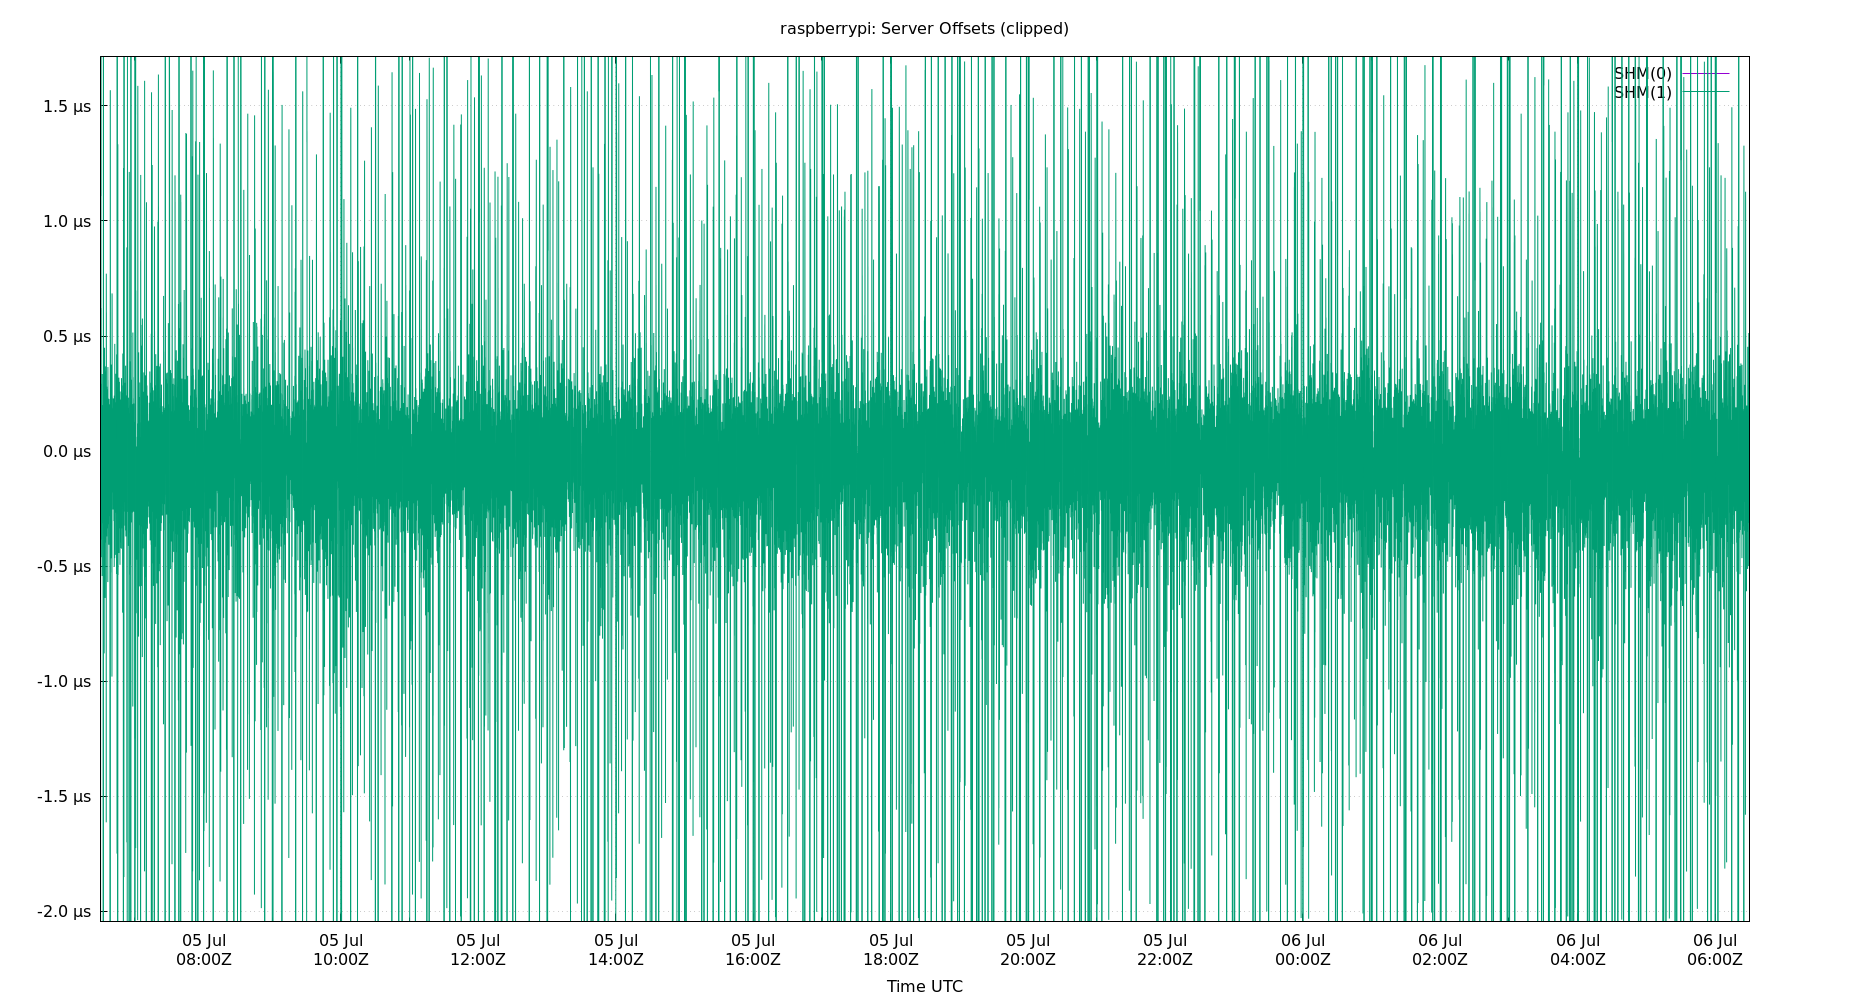 raspberrypi: Server Offsets (clipped)
SHM(0)
SHM(1)
1.5 µs
1.0 µs
0.5 µs
0.0 µs
-0.5 µs
-1.0 µs
-1.5 µs
-2.0 µs
05 Jul 05 Jul 05 Jul 05 Jul 05 Jul 05 Jul 05 Jul 05 Jul 06 Jul 06 Jul 06 Jul 06 Jul
08:00Z 10:00Z 12:00Z 14:00Z 16:00Z 18:00Z 20:00Z 22:00Z 00:00Z 02:00Z 04:00Z 06:00Z
Time UTC